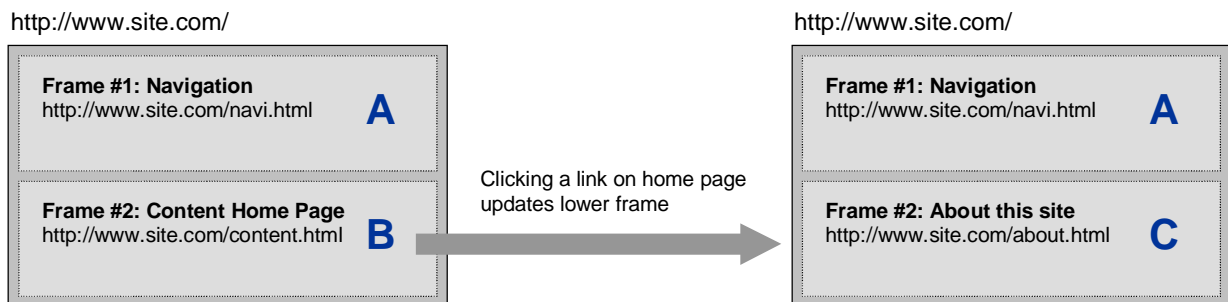 http://www.site.com/
Frame #1: Navigation
http://www.site.com/navi.html
A
Frame #2: Content Home Page
http://www.site.com/content.html
B
Clicking a link on home page
updates lower frame
http://www.site.com/
Frame #1: Navigation
http://www.site.com/navi.html
A
Frame #2: About this site
http://www.site.com/about.html
C